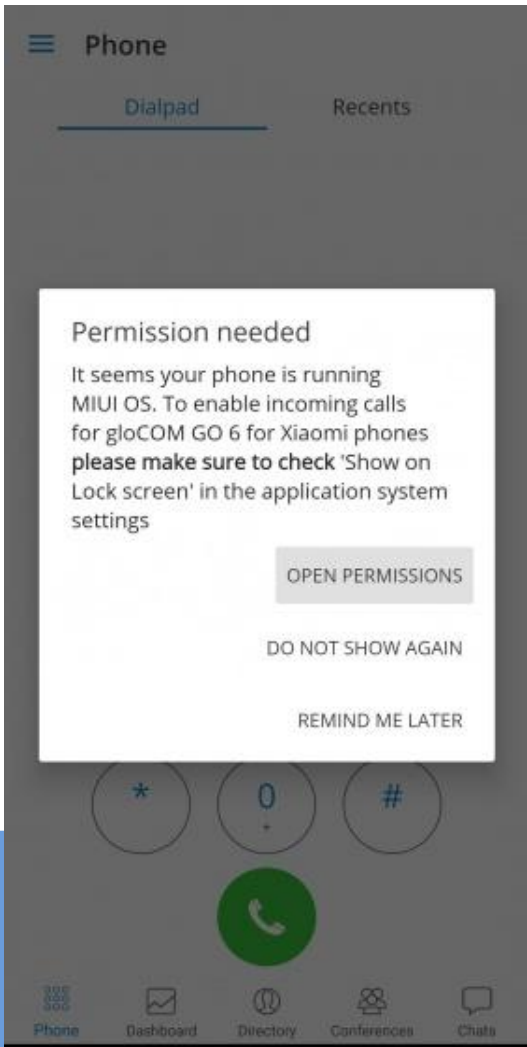 Phone
Dialpad
Recents
Permission needed
It seems your phone is running
MIUI OS. To enable incoming calls
for gloCOM GO 6 for Xiaomi phones
please make sure to check 'Show on
Lock screen' in the application system
settings
OPEN PERMISSIONS
DO NOT SHOW AGAIN
REMIND ME LATER
* 0 #
+
Phone Dashboard Directory Conferences Chats